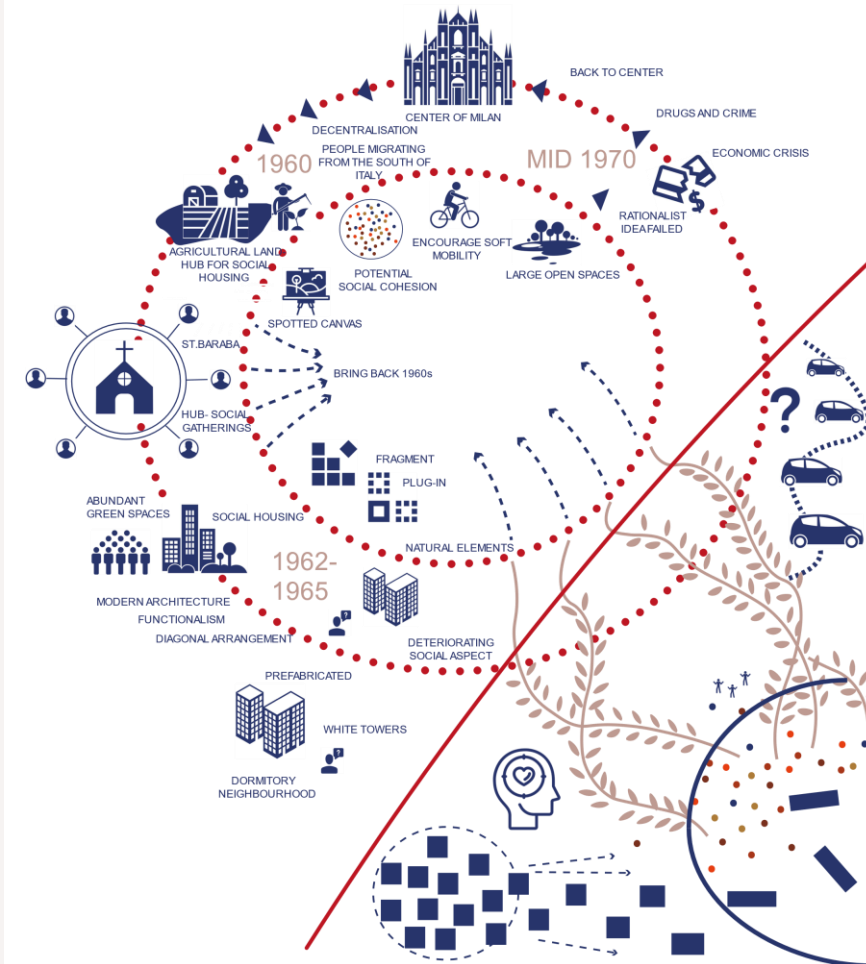 BACK TO CENTER
CENTER OF MILAN
DRUGS AND CRIME
DECENTRALISATION
1960
PEOPLE MIGRATING
FROM THE SOUTH OF
ITALY
MID 1970
ECONOMIC CRISIS
RATIONALIST
IDEA FAILED
ENCOURAGE SOFT
MOBILITY
AGRICULTURAL LAND
HUB FOR SOCIAL
HOUSING
POTENTIAL
SOCIAL COHESION
LARGE OPEN SPACES
SPOTTED CANVAS
ST.BARABA
BRING BACK 1960s
HUB- SOCIAL
GATHERINGS
?
FRAGMENT
PLUG-IN
ABUNDANT
GREEN SPACES
SOCIAL HOUSING
NATURAL ELEMENTS
1962-
1965
MODERN ARCHITECTURE
FUNCTIONALISM
DIAGONAL ARRANGEMENT
?
DETERIORATING
SOCIAL ASPECT
PREFABRICATED
WHITE TOWERS
?
DORMITORY
NEIGHBOURHOOD
$